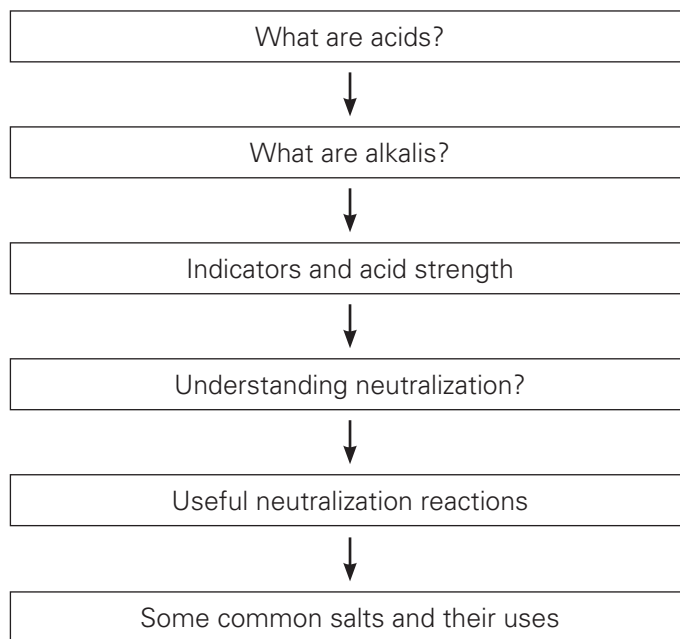 What are acids?
What are alkalis?
Indicators and acid strength
Understanding neutralization?
Useful neutralization reactions
Some common salts and their uses